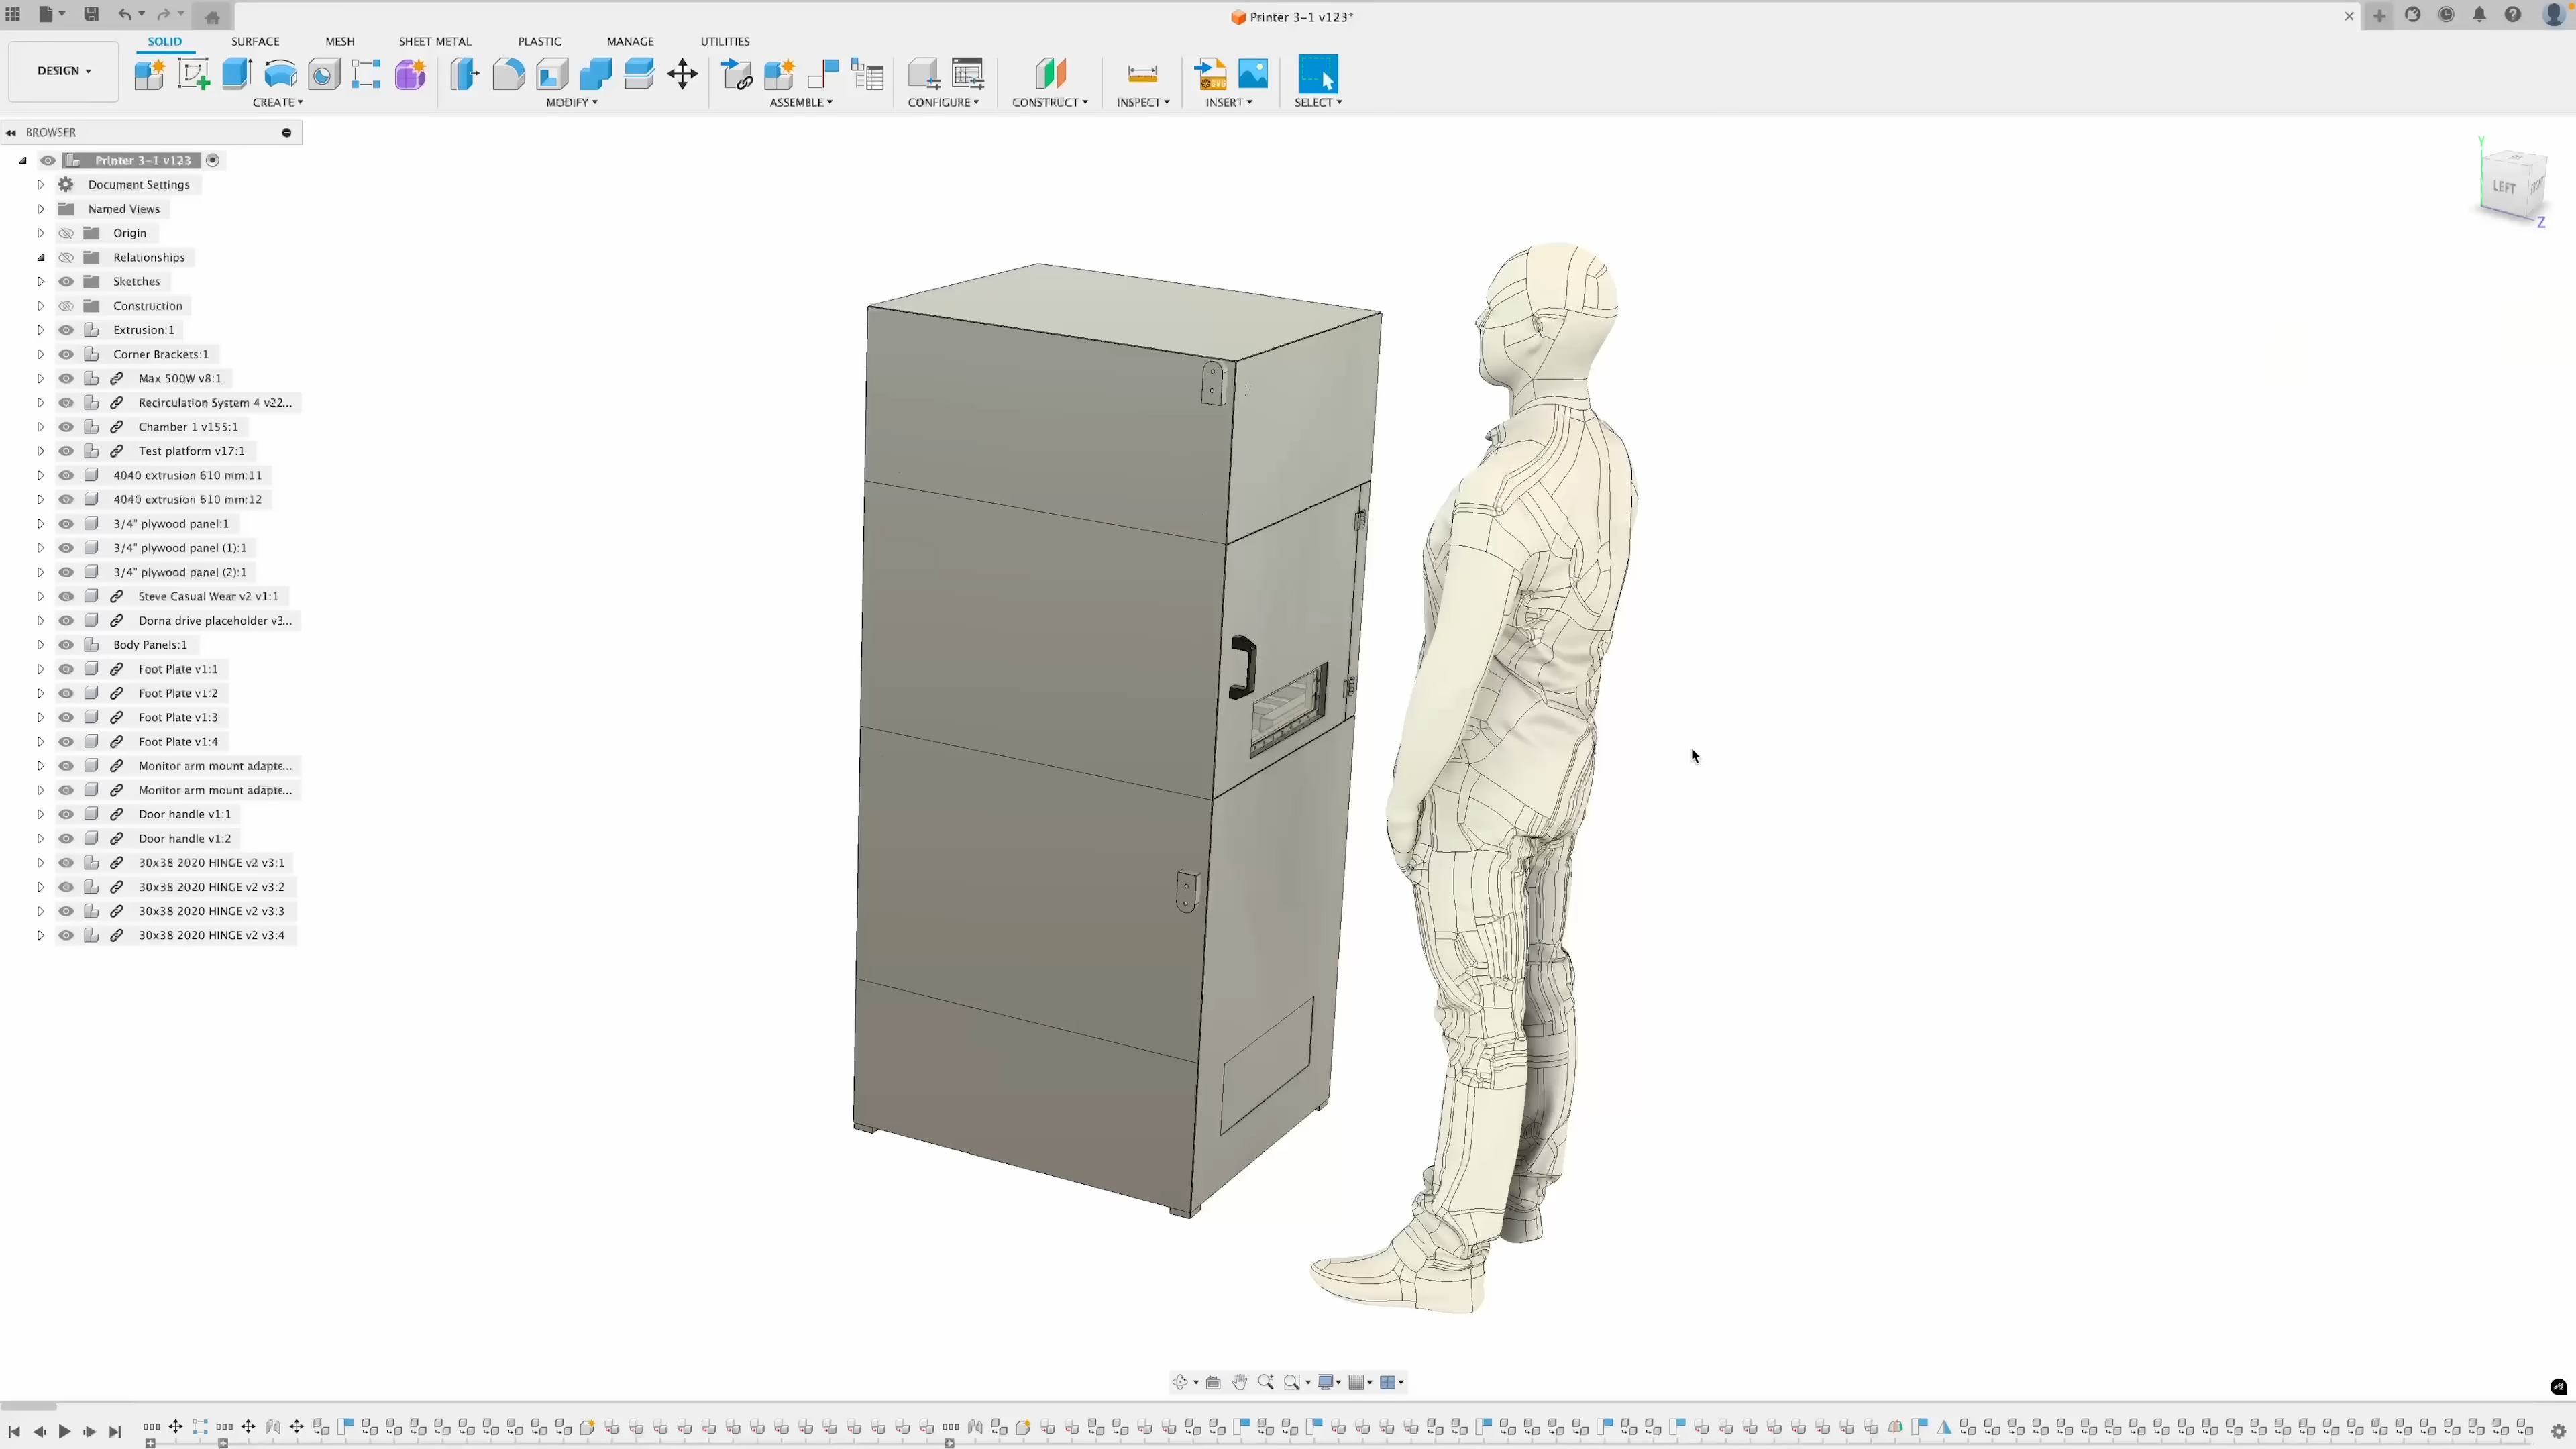 Printer 3-1 v123*
DESIGN
SOLID
SURFACE
MESH
SHEET METAL
PLASTIC
MANAGE
UTILITIES
CREATE
MODIFY
ASSEMBLE
CONFIGURE
CONSTRUCT
INSPECT
INSERT
SELECT
BROWSER
Printer 3-1 v123
Document Settings
Named Views
Origin
Relationships
Sketches
Construction
Extrusion:1
Corner Brackets:1
Max 500W v8:1
Recirculation System 4 v22...
Chamber 1 v155:1
Test platform v17:1
4040 extrusion 610 mm:11
4040 extrusion 610 mm:12
3/4" plywood panel:1
3/4" plywood panel (1):1
3/4" plywood panel (2):1
Steve Casual Wear v2 v1:1
Dorna drive placeholder v3...
Body Panels:1
Foot Plate v1:1
Foot Plate v1:2
Foot Plate v1:3
Foot Plate v1:4
Monitor arm mount adapte...
Monitor arm mount adapte...
Door handle v1:1
Door handle v1:2
30x38 2020 HINGE v2 v3:1
30x38 2020 HINGE v2 v3:2
30x38 2020 HINGE v2 v3:3
30x38 2020 HINGE v2 v3:4
Y
LEFT
Z